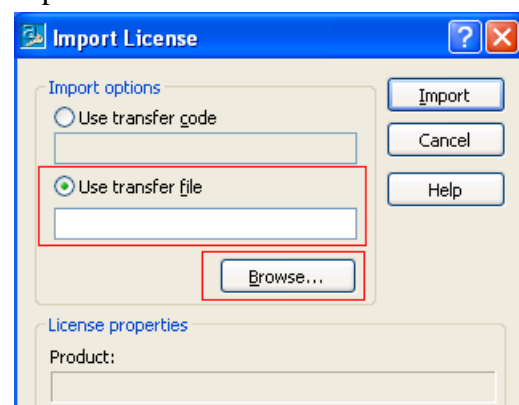 Import License
Import options
Import
Use transfer code
Cancel
Use transfer file
Help
Browse...
License properties
Product: